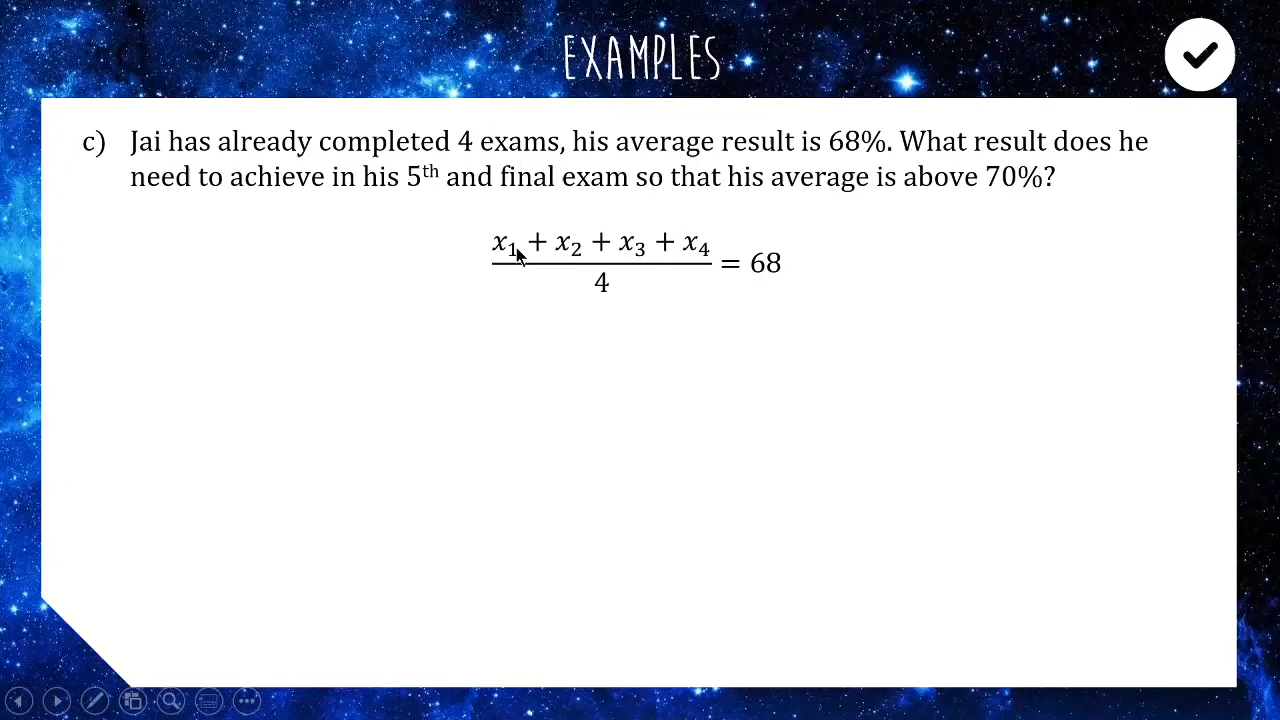 EXAMPLES
c) Jai has already completed 4 exams, his average result is 68%. What result does he
need to achieve in his 5ᵗʰ and final exam so that his average is above 70%?
x₁ + x₂ + x₃ + x₄
4
= 68